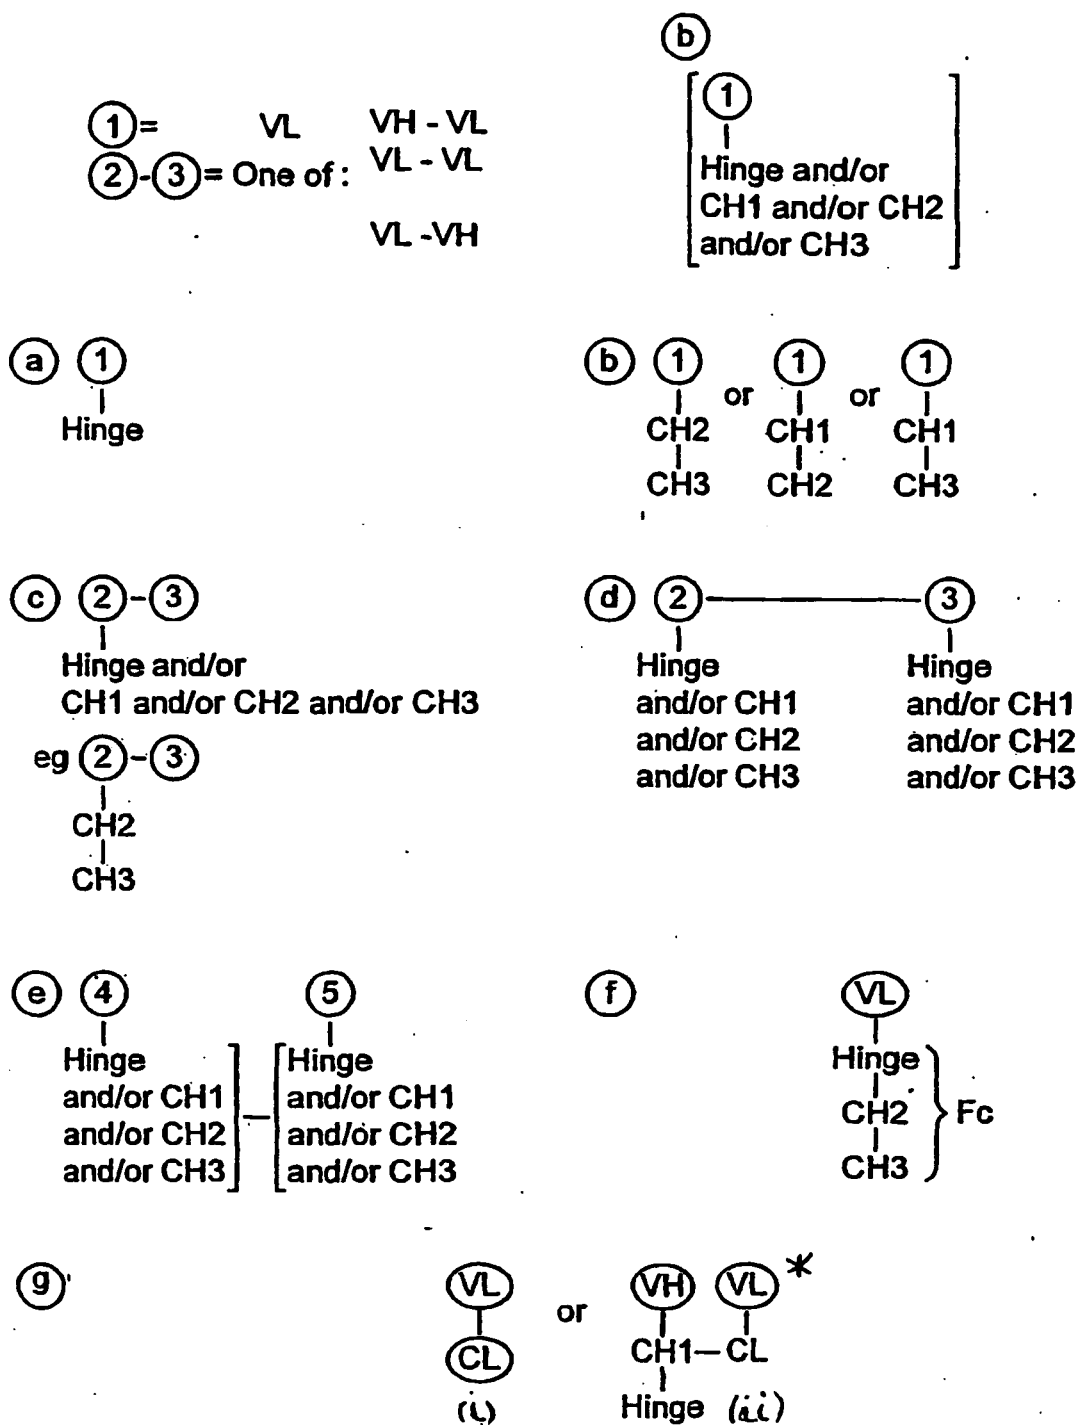 b
1
Hinge and/or
CH1 and/or CH2
and/or CH3
1 = VL VH - VL
2 - 3 = One of : VL - VL
VL -VH
a 1
Hinge
b 1 or 1 or 1
CH2 CH1 CH1
CH3 CH2 CH3
c 2 - 3
Hinge and/or
CH1 and/or CH2 and/or CH3
eg 2 - 3
CH2
CH3
d 2 3
Hinge Hinge
and/or CH1 and/or CH1
and/or CH2 and/or CH2
and/or CH3 and/or CH3
e 4 5
Hinge Hinge
and/or CH1 and/or CH1
and/or CH2 and/or CH2
and/or CH3 and/or CH3
f VL
Hinge
CH2 Fc
CH3
g VL or VH VL *
CL CH1 - CL
(i) Hinge (ii)